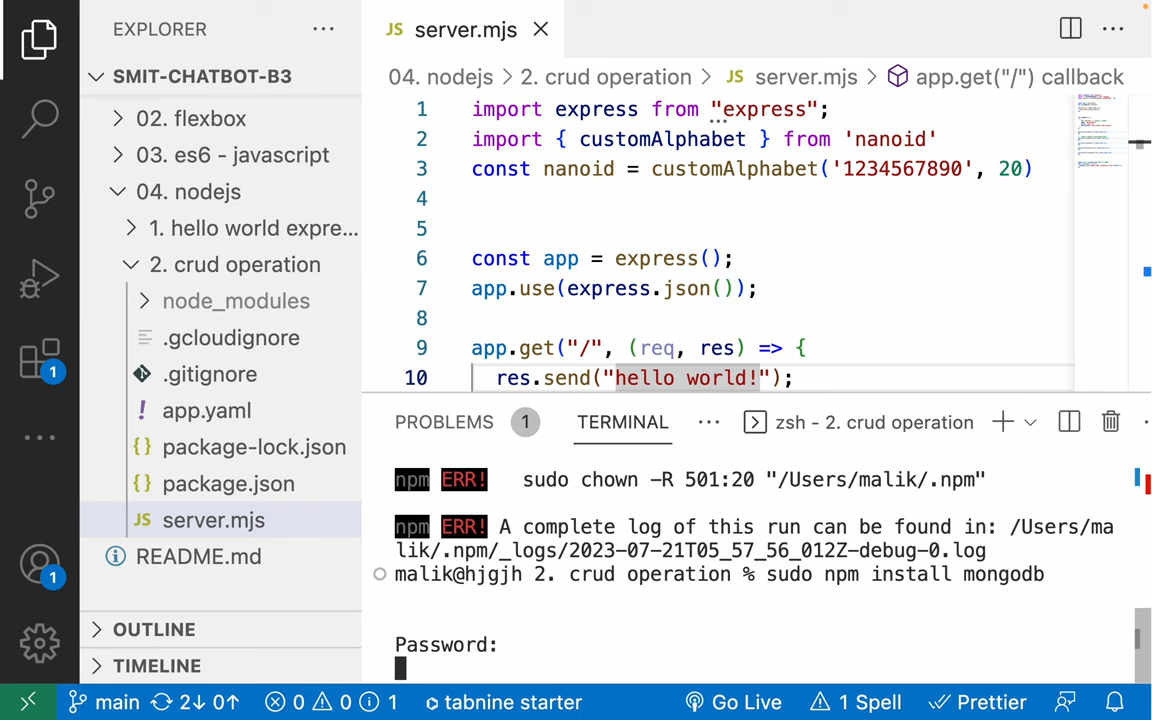 EXPLORER
SMIT-CHATBOT-B3
02. flexbox
03. es6 - javascript
04. nodejs
1. hello world expre...
2. crud operation
node_modules
.gcloudignore
.gitignore
! app.yaml
{} package-lock.json
{} package.json
JS server.mjs
README.md
OUTLINE
TIMELINE
1
1
JS server.mjs
04. nodejs > 2. crud operation > JS server.mjs > app.get("/") callback
1 import express from "express";
2 import { customAlphabet } from 'nanoid'
3 const nanoid = customAlphabet('1234567890', 20)
4
5
6 const app = express();
7 app.use(express.json());
8
9 app.get("/", (req, res) => {
10 res.send("hello world!");
PROBLEMS 1 TERMINAL ... zsh - 2. crud operation
npm ERR! sudo chown -R 501:20 "/Users/malik/.npm"
npm ERR! A complete log of this run can be found in: /Users/ma
lik/.npm/_logs/2023-07-21T05_57_56_012Z-debug-0.log
malik@hjgjh 2. crud operation % sudo npm install mongodb
Password:
main 2↓ 0↑ 0 0 1 tabnine starter Go Live 1 Spell Prettier